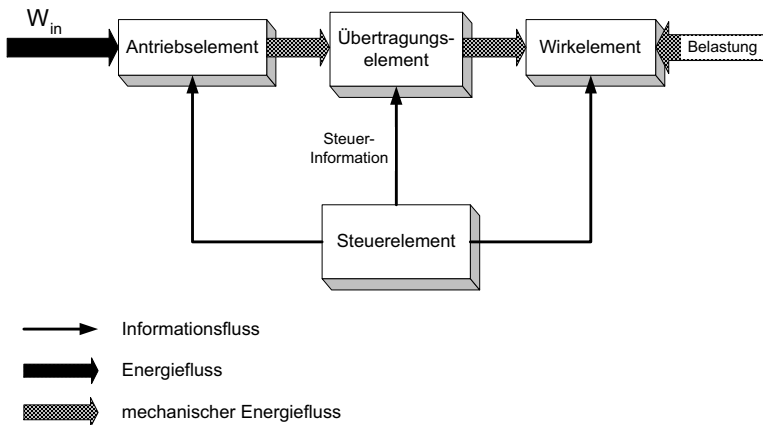 W in
Antriebselement
Übertragungs-
element
Wirkelement
Belastung
Steuer-
Information
Steuerelement
Informationsfluss
Energiefluss
mechanischer Energiefluss